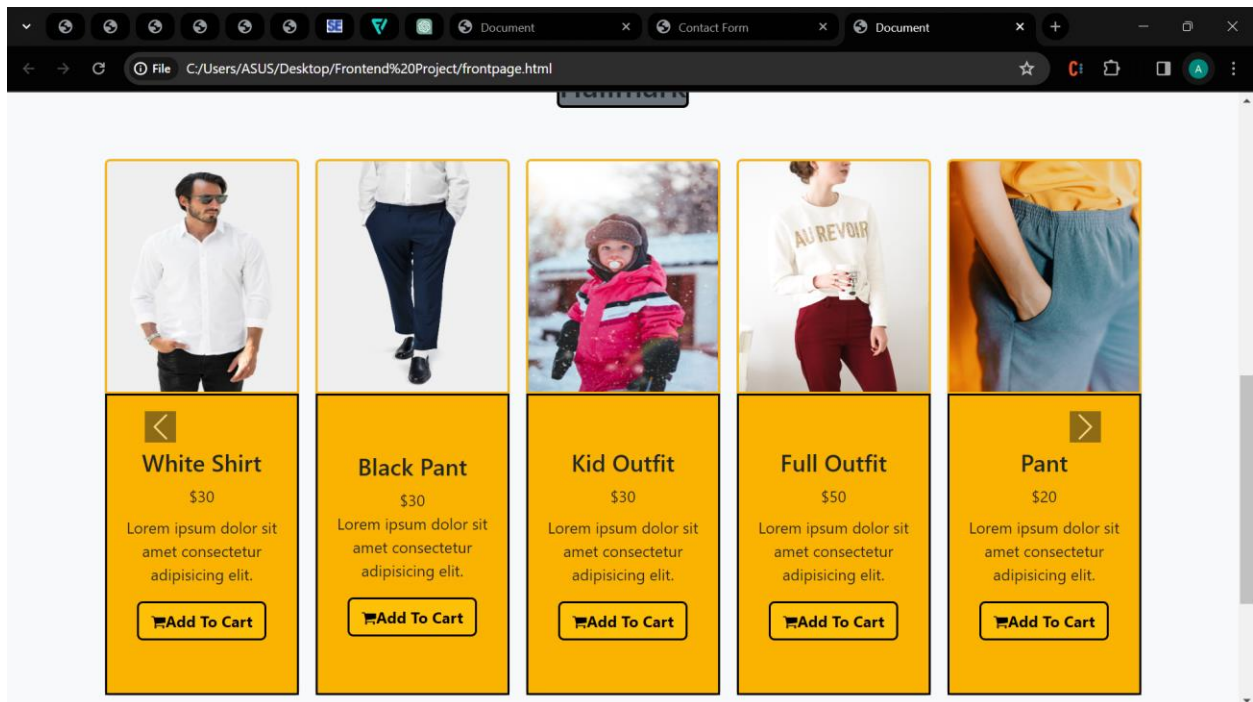 SE
Document
Contact Form
Document
File C:/Users/ASUS/Desktop/Frontend%20Project/frontpage.html
A
Hallmark
AU REVOIR
White Shirt
$30
Lorem ipsum dolor sit
amet consectetur
adipisicing elit.
Add To Cart
Black Pant
$30
Lorem ipsum dolor sit
amet consectetur
adipisicing elit.
Add To Cart
Kid Outfit
$30
Lorem ipsum dolor sit
amet consectetur
adipisicing elit.
Add To Cart
Full Outfit
$50
Lorem ipsum dolor sit
amet consectetur
adipisicing elit.
Add To Cart
Pant
$20
Lorem ipsum dolor sit
amet consectetur
adipisicing elit.
Add To Cart